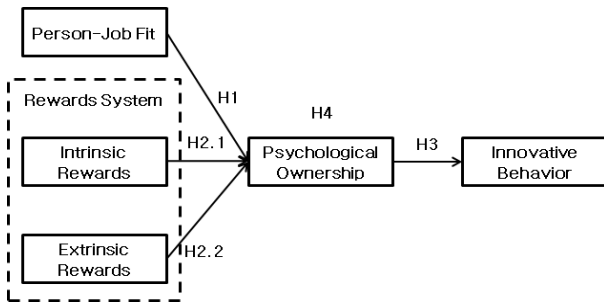 Person-Job Fit
Rewards System
H1
H4
Intrinsic
Rewards
H2.1
Psychological
Ownership
H3
Innovative
Behavior
Extrinsic
Rewards
H2.2